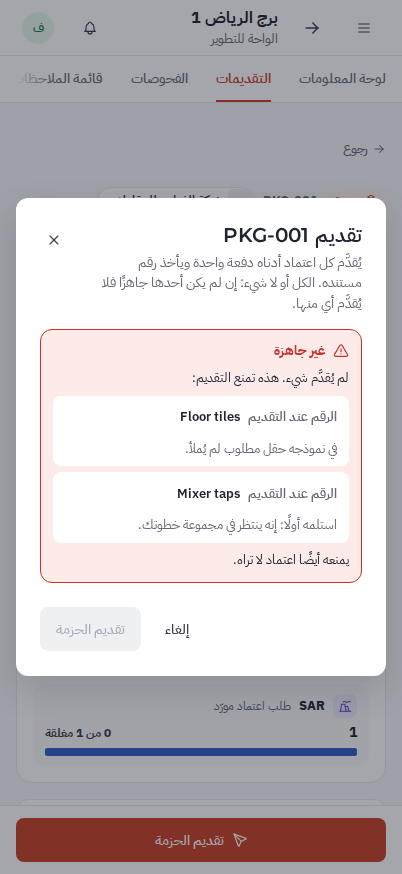 برج الرياض 1
الواحة للتطوير
ف
لوحة المعلومات
التقديمات
الفحوصات
قائمة الملاحظات
رجوع
تقديم PKG-001
يُقدَّم كل اعتماد أدناه دفعة واحدة ويأخذ رقم
مستنده. الكل أو لا شيء: إن لم يكن أحدها جاهزًا فلا
يُقدَّم أي منها.
غير جاهزة
لم يُقدَّم شيء. هذه تمنع التقديم:
الرقم عند التقديم Floor tiles
في نموذجه حقل مطلوب لم يُملأ.
الرقم عند التقديم Mixer taps
استلمه أولًا: إنه ينتظر في مجموعة خطوتك.
يمنعه أيضًا اعتماد لا تراه.
إلغاء
تقديم الحزمة
SAR طلب اعتماد مورّد
1
0 من 1 مغلقة
تقديم الحزمة